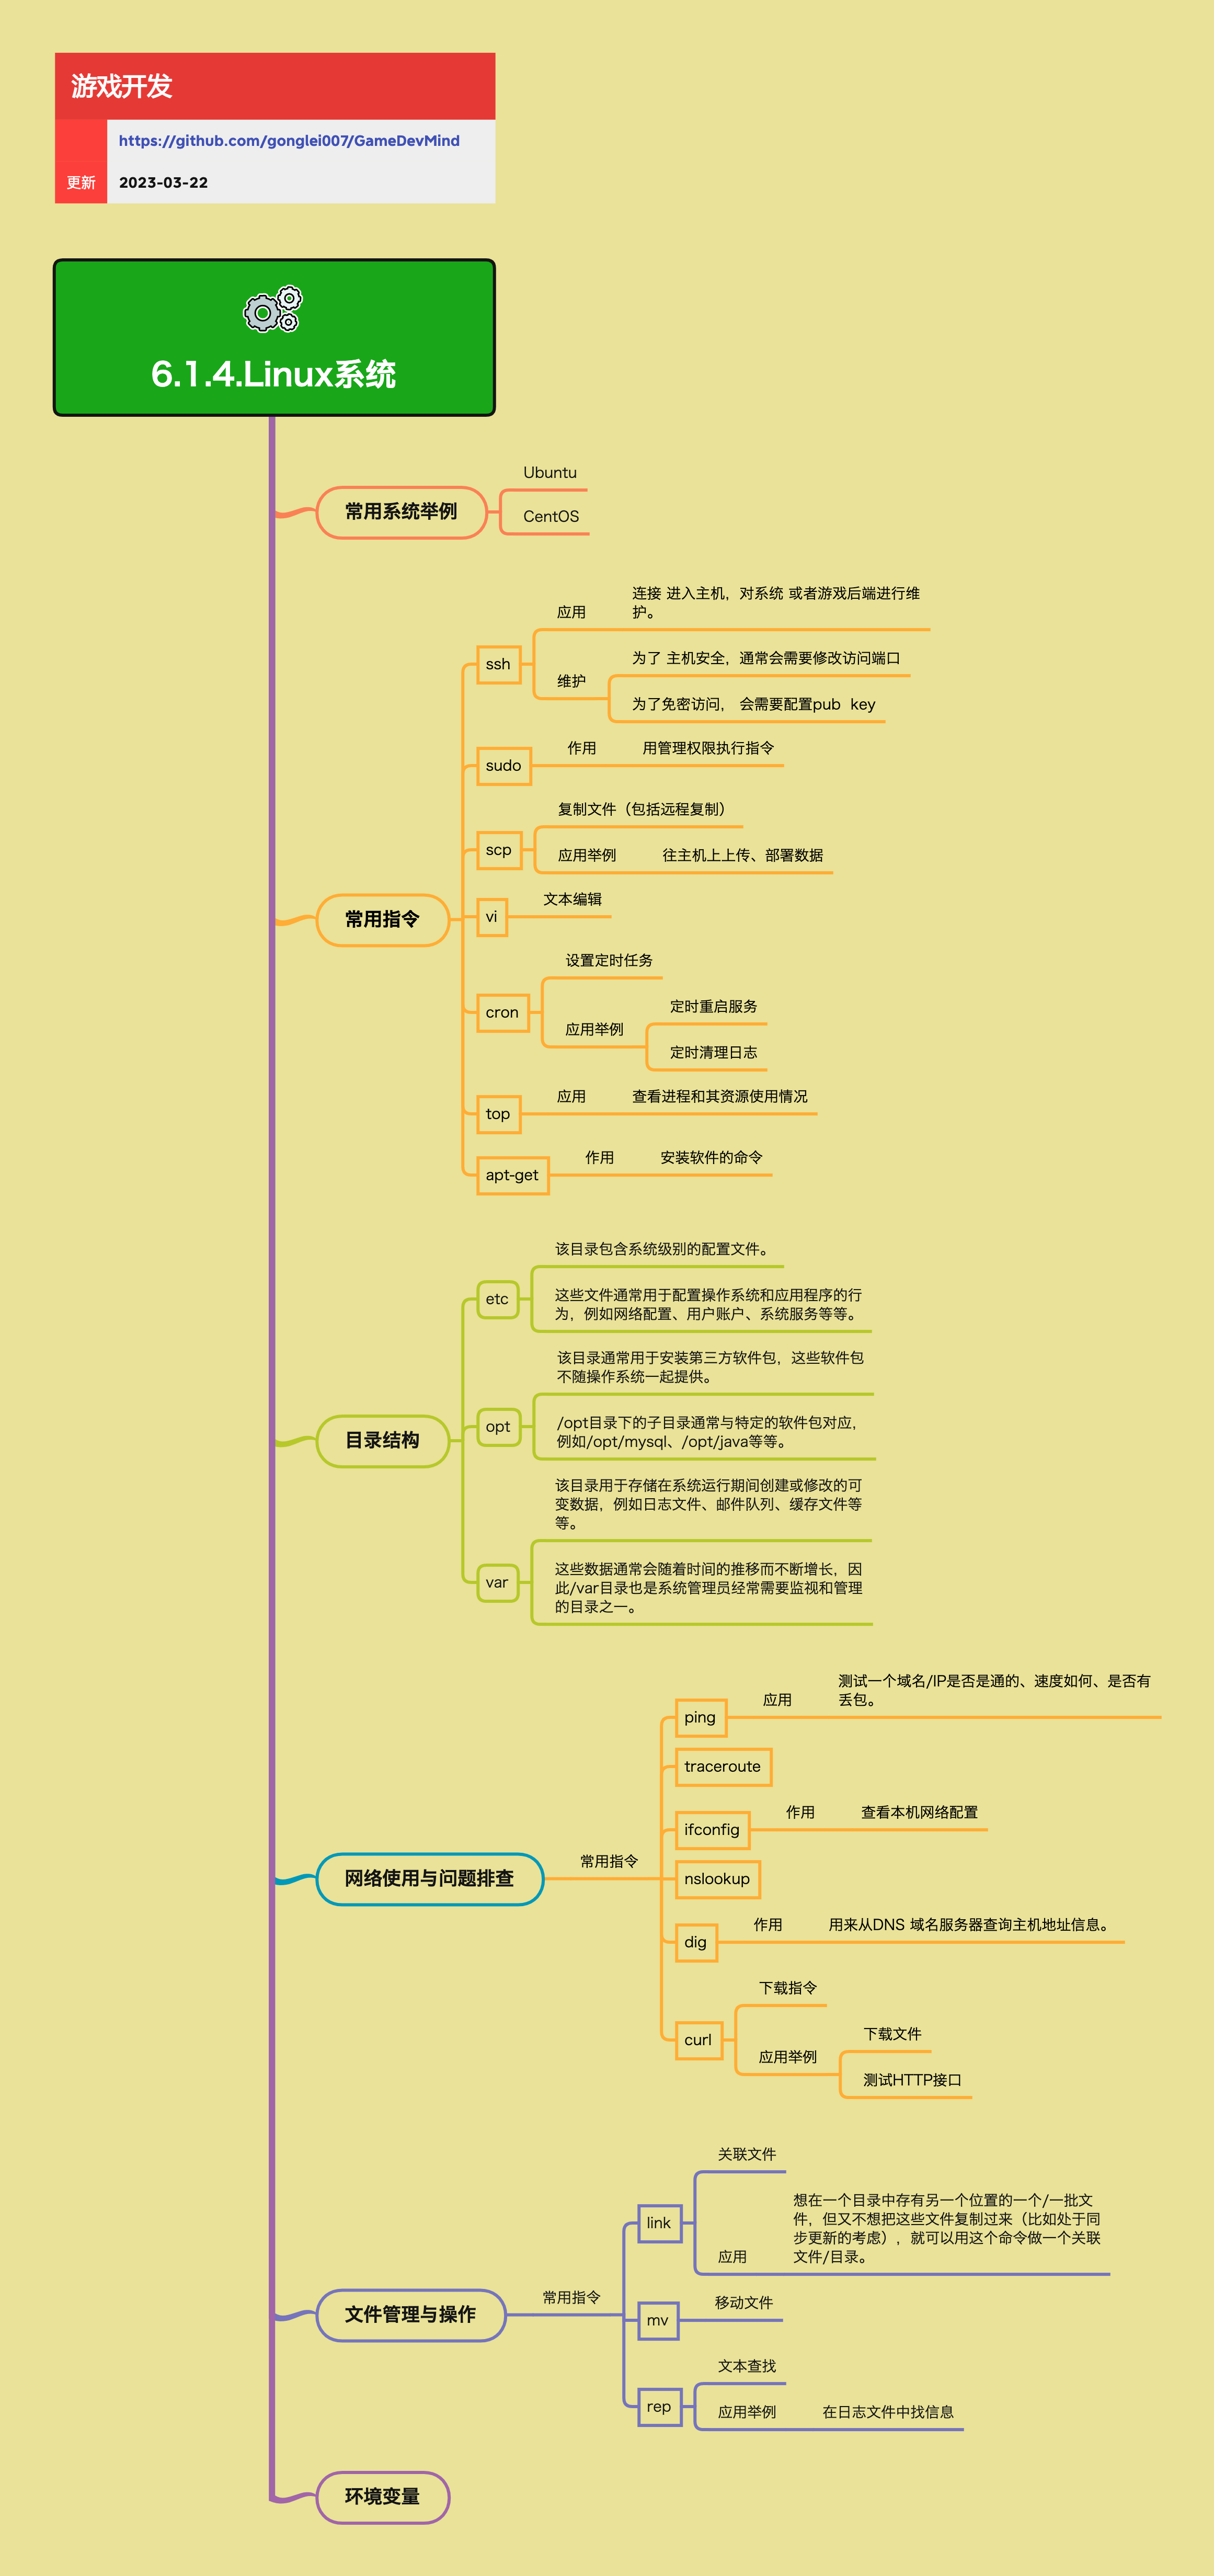 游戏开发
https://github.com/gonglei007/GameDevMind
更新
2023-03-22
6.1.4.Linux系统
常用系统举例
Ubuntu
CentOS
常用指令
ssh
应用
连接 进入主机，对系统 或者游戏后端进行维
护。
维护
为了 主机安全，通常会需要修改访问端口
为了免密访问， 会需要配置pub key
sudo
作用
用管理权限执行指令
scp
复制文件（包括远程复制）
应用举例
往主机上上传、部署数据
vi
文本编辑
cron
设置定时任务
应用举例
定时重启服务
定时清理日志
top
应用
查看进程和其资源使用情况
apt-get
作用
安装软件的命令
目录结构
etc
该目录包含系统级别的配置文件。
这些文件通常用于配置操作系统和应用程序的行
为，例如网络配置、用户账户、系统服务等等。
opt
该目录通常用于安装第三方软件包，这些软件包
不随操作系统一起提供。
/opt目录下的子目录通常与特定的软件包对应，
例如/opt/mysql、/opt/java等等。
var
该目录用于存储在系统运行期间创建或修改的可
变数据，例如日志文件、邮件队列、缓存文件等
等。
这些数据通常会随着时间的推移而不断增长，因
此/var目录也是系统管理员经常需要监视和管理
的目录之一。
网络使用与问题排查
常用指令
ping
应用
测试一个域名/IP是否是通的、速度如何、是否有
丢包。
traceroute
ifconfig
作用
查看本机网络配置
nslookup
dig
作用
用来从DNS 域名服务器查询主机地址信息。
curl
下载指令
应用举例
下载文件
测试HTTP接口
文件管理与操作
常用指令
link
关联文件
应用
想在一个目录中存有另一个位置的一个/一批文
件，但又不想把这些文件复制过来（比如处于同
步更新的考虑），就可以用这个命令做一个关联
文件/目录。
mv
移动文件
rep
文本查找
应用举例
在日志文件中找信息
环境变量